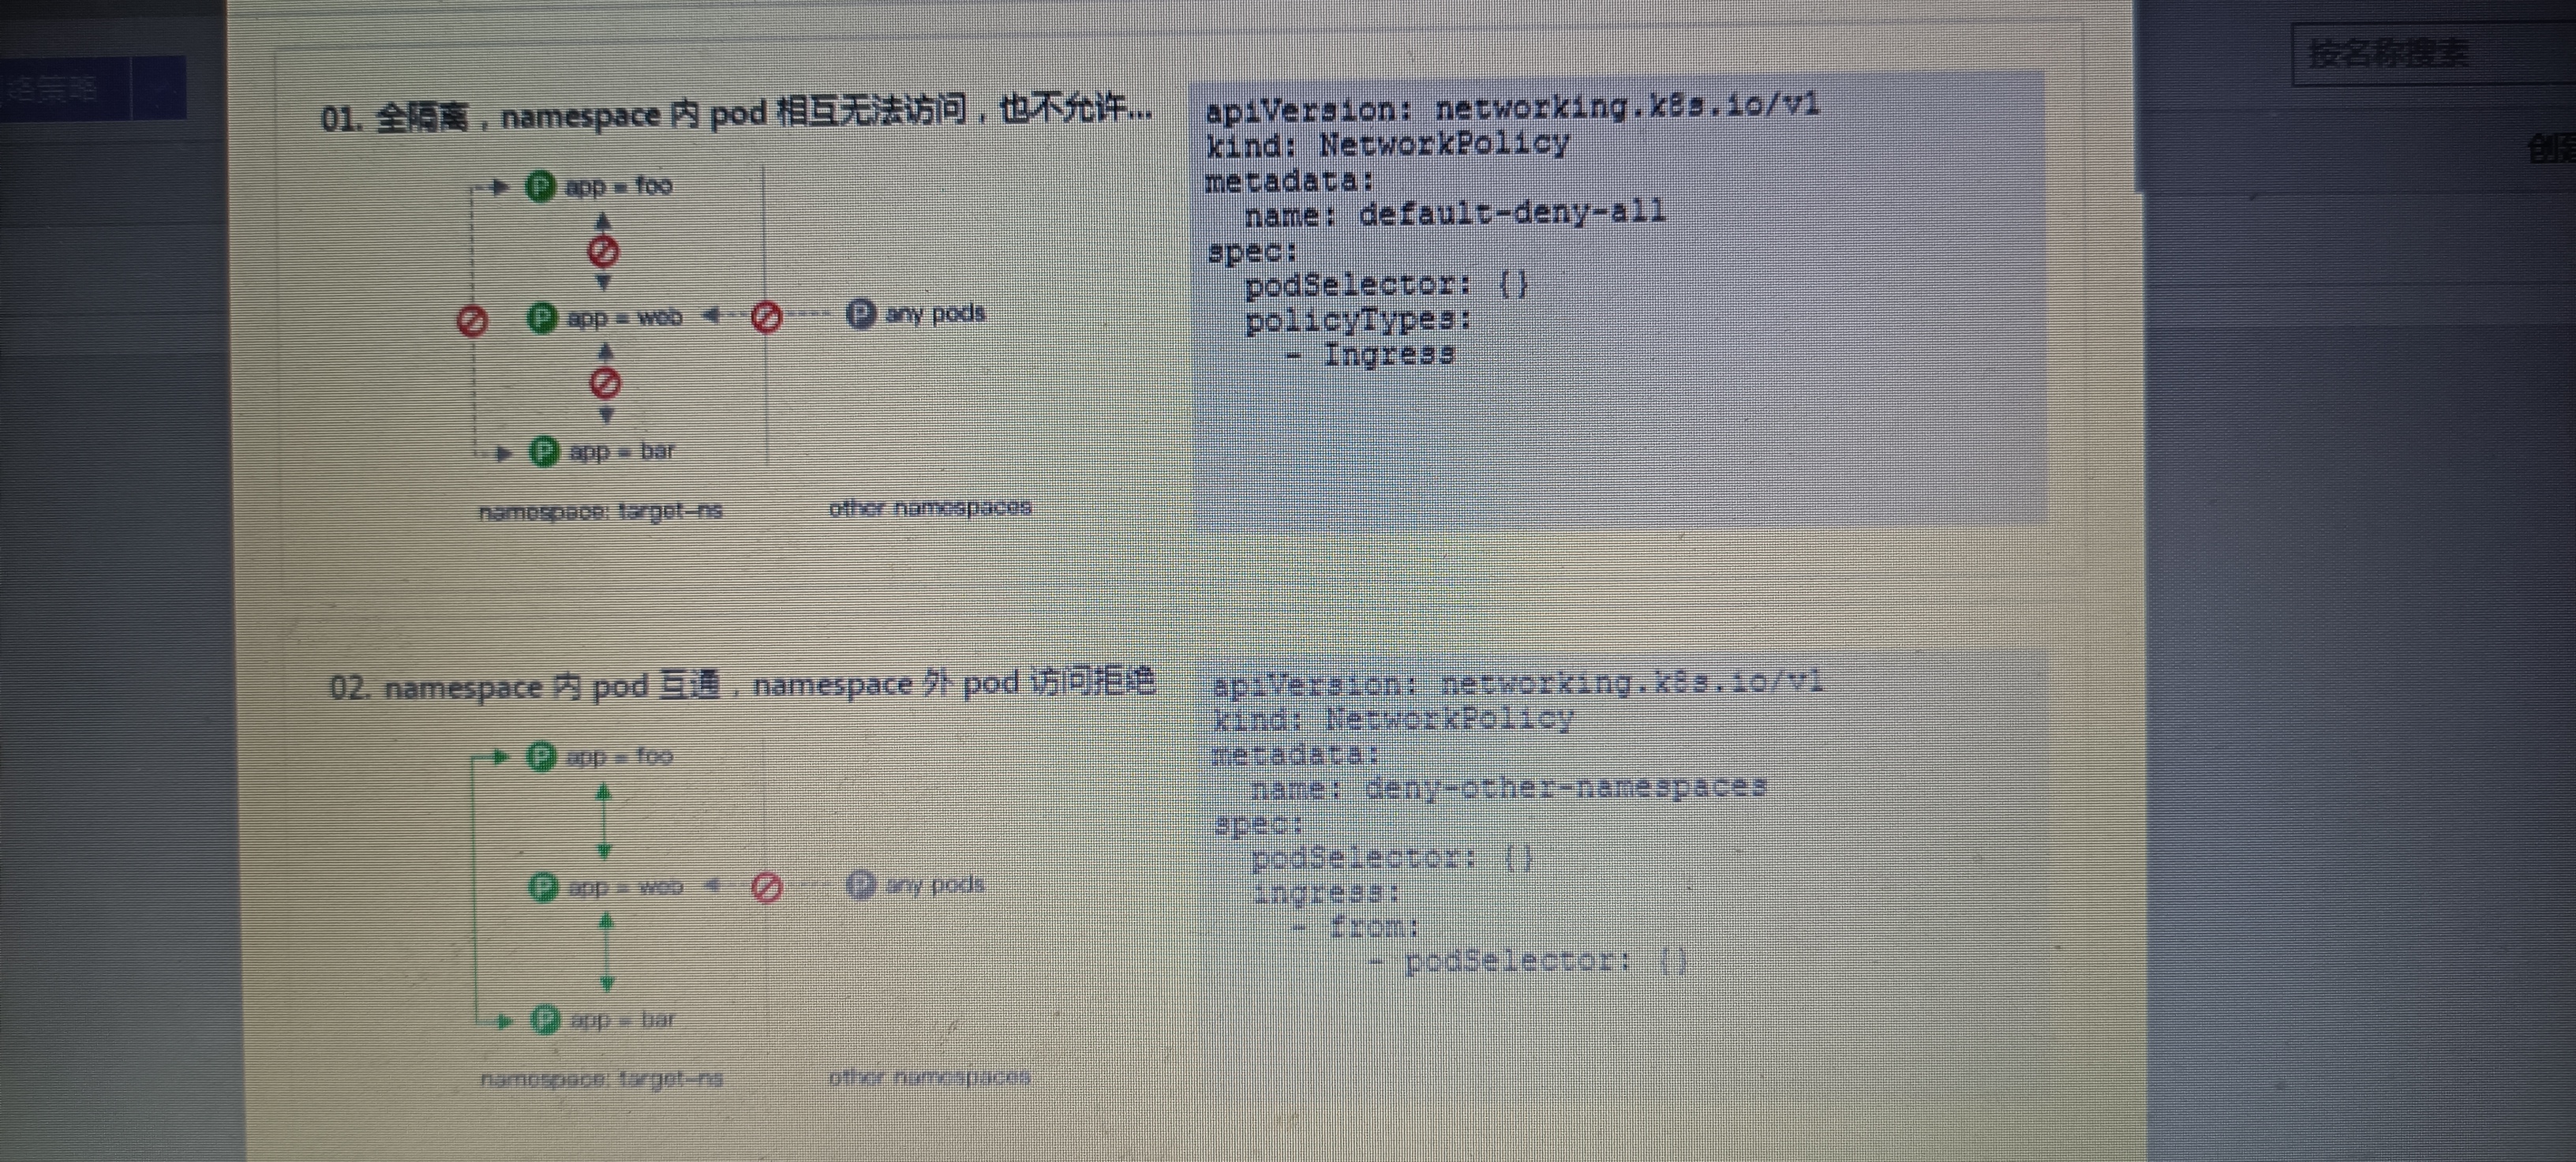 略策略
按名称搜索
01. 全隔离，namespace 内 pod 相互无法访问，也不允许...
P app = foo
P app = web
P any pods
P app = bar
namespace: target-ns
other namespaces
apiVersion: networking.k8s.io/v1
kind: NetworkPolicy
metadata:
  name: default-deny-all
spec:
  podSelector: {}
  policyTypes:
    - Ingress
02. namespace 内 pod 互通，namespace 外 pod 访问拒绝
P app = foo
P app = web
P any pods
P app = bar
namespace: target-ns
other namespaces
apiVersion: networking.k8s.io/v1
kind: NetworkPolicy
metadata:
  name: deny-other-namespaces
spec:
  podSelector: {}
  ingress:
    - from:
        - podSelector: {}